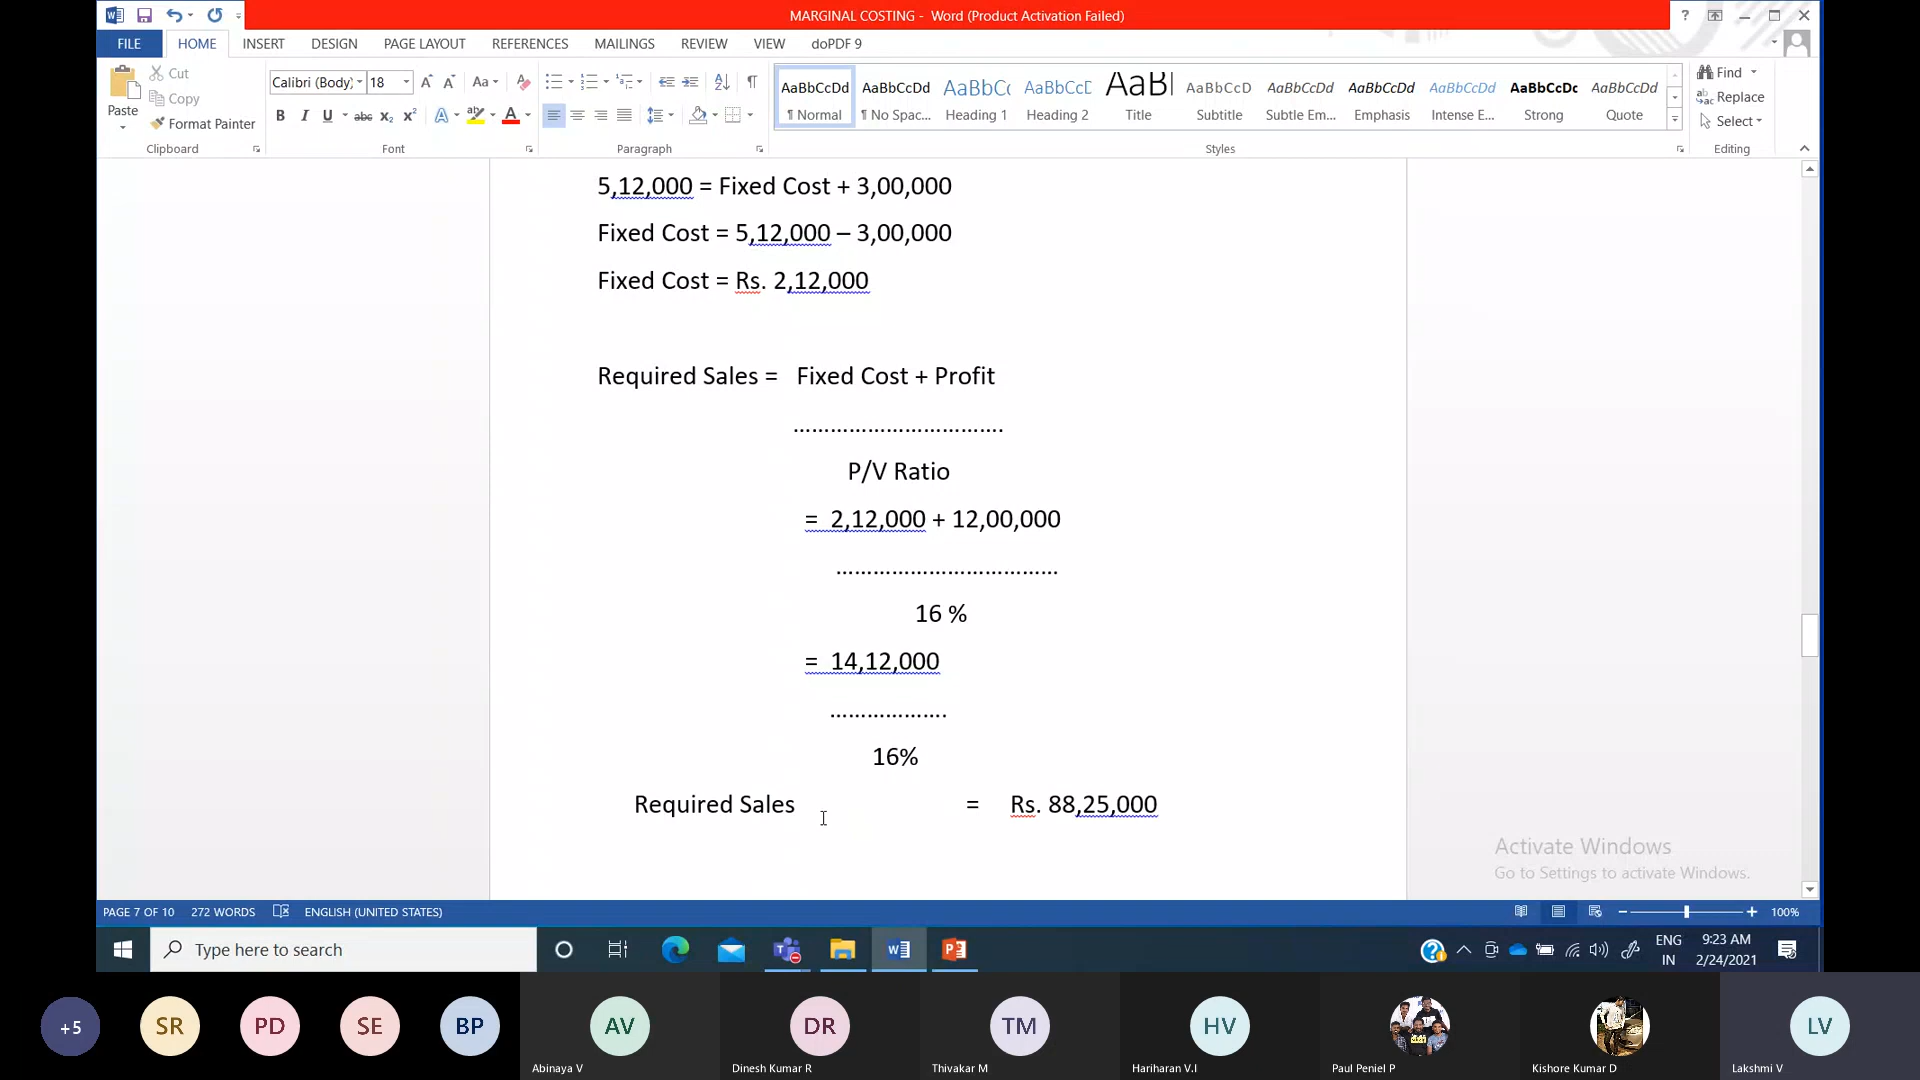 MARGINAL COSTING - Word (Product Activation Failed)
?
FILE HOME INSERT DESIGN PAGE LAYOUT REFERENCES MAILINGS REVIEW VIEW doPDF 9
Paste
Cut
Copy
Format Painter
Clipboard
Calibri (Body) 18
Aa
B I U abc X₂ X²
Font
Paragraph
AaBbCcDd AaBbCcDd AaBbC AaBbCcD AaB AaBbCcD AaBbCcDd AaBbCcDd AaBbCcDd AaBbCcDc AaBbCcDd
¶ Normal ¶ No Spac... Heading 1 Heading 2 Title Subtitle Subtle Em... Emphasis Intense E... Strong Quote
Styles
Find
Replace
Select
Editing
5,12,000 = Fixed Cost + 3,00,000
Fixed Cost = 5,12,000 – 3,00,000
Fixed Cost = Rs. 2,12,000
Required Sales = Fixed Cost + Profit
…………………………….
P/V Ratio
= 2,12,000 + 12,00,000
………………………………
16 %
= 14,12,000
……………….
16%
Required Sales = Rs. 88,25,000
Activate Windows
Go to Settings to activate Windows.
PAGE 7 OF 10 272 WORDS ENGLISH (UNITED STATES) 100%
Type here to search
ENG
IN
9:23 AM
2/24/2021
+5 SR PD SE BP AV DR TM HV LV
Abinaya V Dinesh Kumar R Thivakar M Hariharan V.I Paul Peniel P Kishore Kumar D Lakshmi V